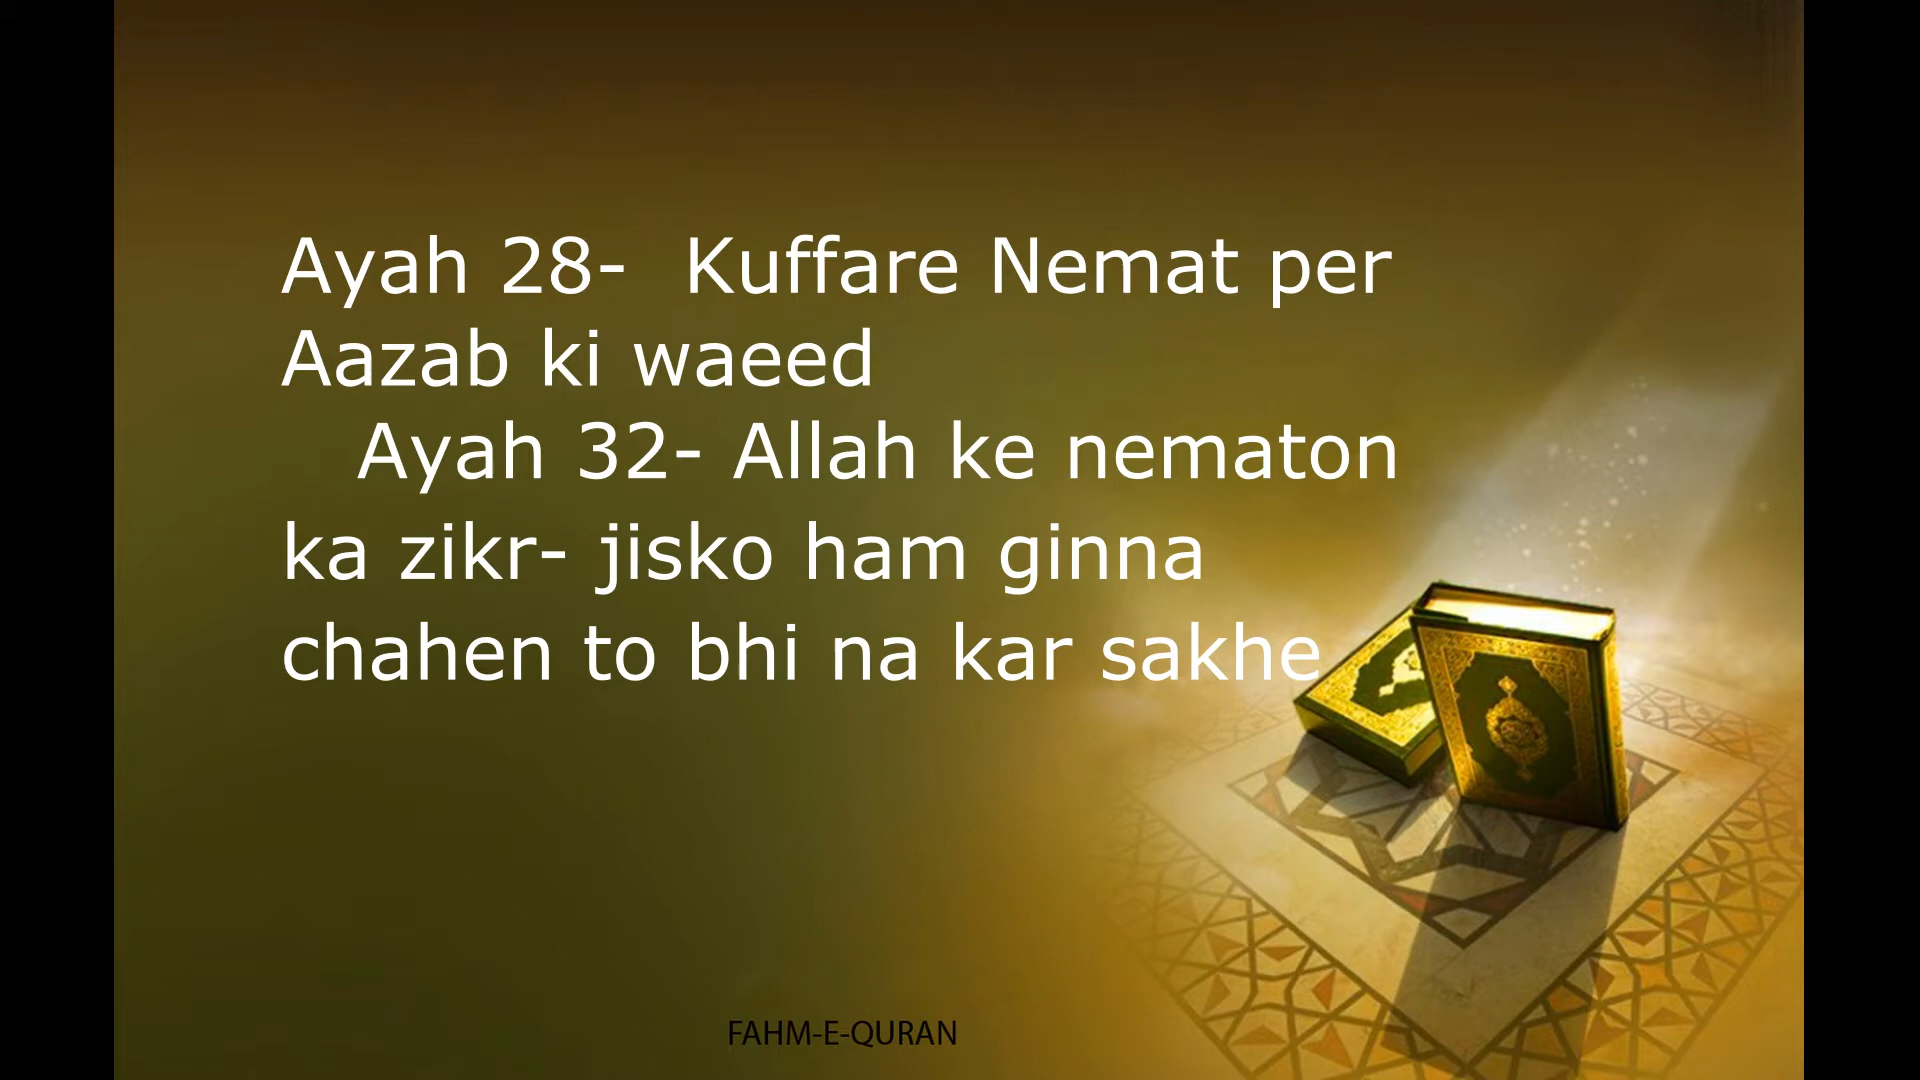 Ayah 28-  Kuffare Nemat per
Aazab ki waeed
Ayah 32- Allah ke nematon
ka zikr- jisko ham ginna
chahen to bhi na kar sakhe
FAHM-E-QURAN